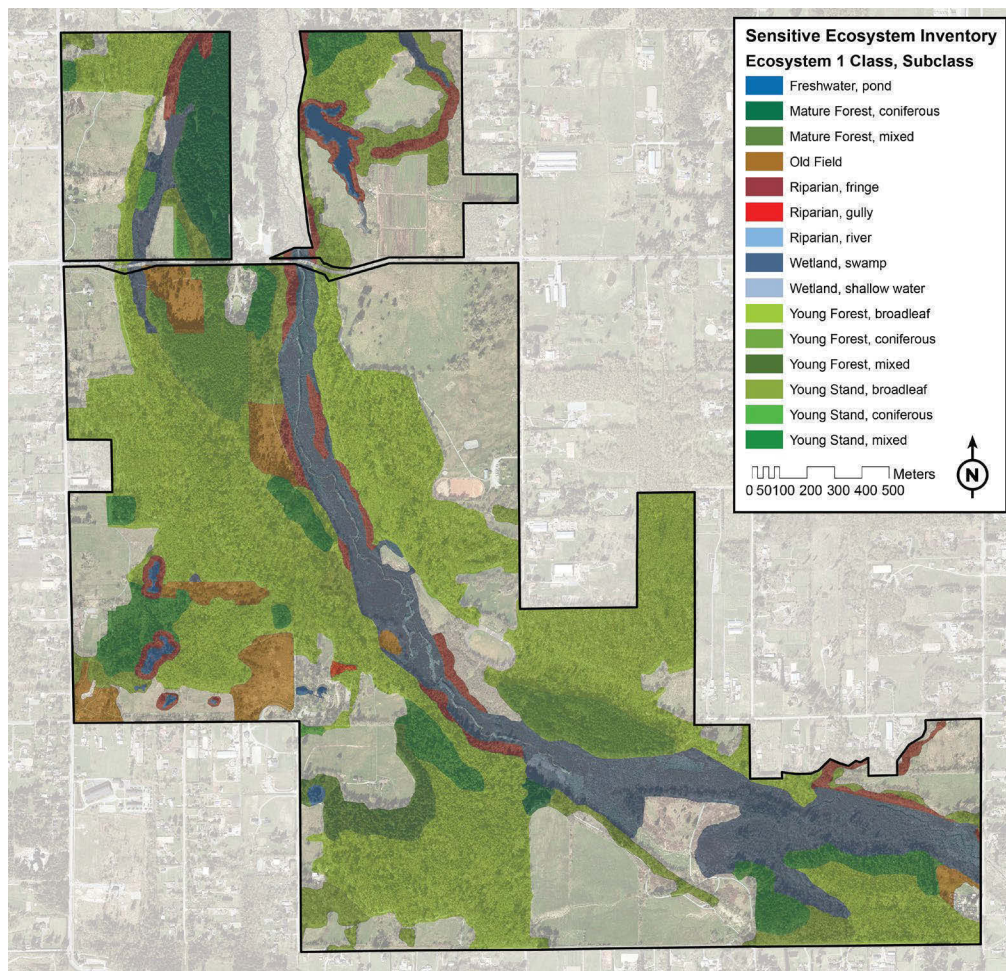 Sensitive Ecosystem Inventory
Ecosystem 1 Class, Subclass
Freshwater, pond
Mature Forest, coniferous
Mature Forest, mixed
Old Field
Riparian, fringe
Riparian, gully
Riparian, river
Wetland, swamp
Wetland, shallow water
Young Forest, broadleaf
Young Forest, coniferous
Young Forest, mixed
Young Stand, broadleaf
Young Stand, coniferous
Young Stand, mixed
Meters
0 50100 200 300 400 500
N